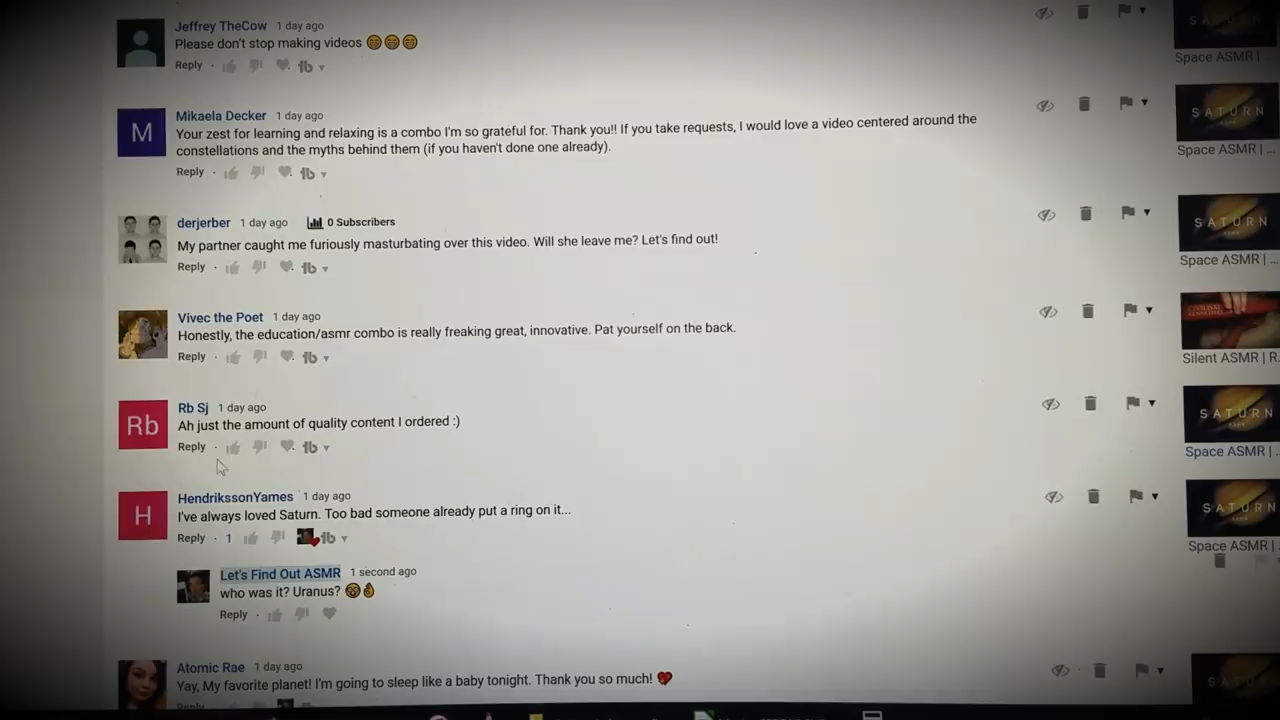 Jeffrey TheCow 1 day ago
Please don't stop making videos 😁😁😁
Reply
Space ASMR | ...
Mikaela Decker 1 day ago
M
Your zest for learning and relaxing is a combo I'm so grateful for. Thank you!! If you take requests, I would love a video centered around the
constellations and the myths behind them (if you haven't done one already).
Reply
SATURN
Space ASMR | ...
derjerber 1 day ago 0 Subscribers
My partner caught me furiously masturbating over this video. Will she leave me? Let's find out!
Reply
SATURN
Space ASMR | ...
Vivec the Poet 1 day ago
Honestly, the education/asmr combo is really freaking great, innovative. Pat yourself on the back.
Reply
Silent ASMR | R
Rb Sj 1 day ago
Rb
Ah just the amount of quality content I ordered :)
Reply
SATURN
Space ASMR |
HendrikssonYames 1 day ago
H
I've always loved Saturn. Too bad someone already put a ring on it...
Reply · 1
SATURN
Space ASMR |
Let's Find Out ASMR 1 second ago
who was it? Uranus?
Reply
Atomic Rae 1 day ago
Yay, My favorite planet! I'm going to sleep like a baby tonight. Thank you so much!
Reply